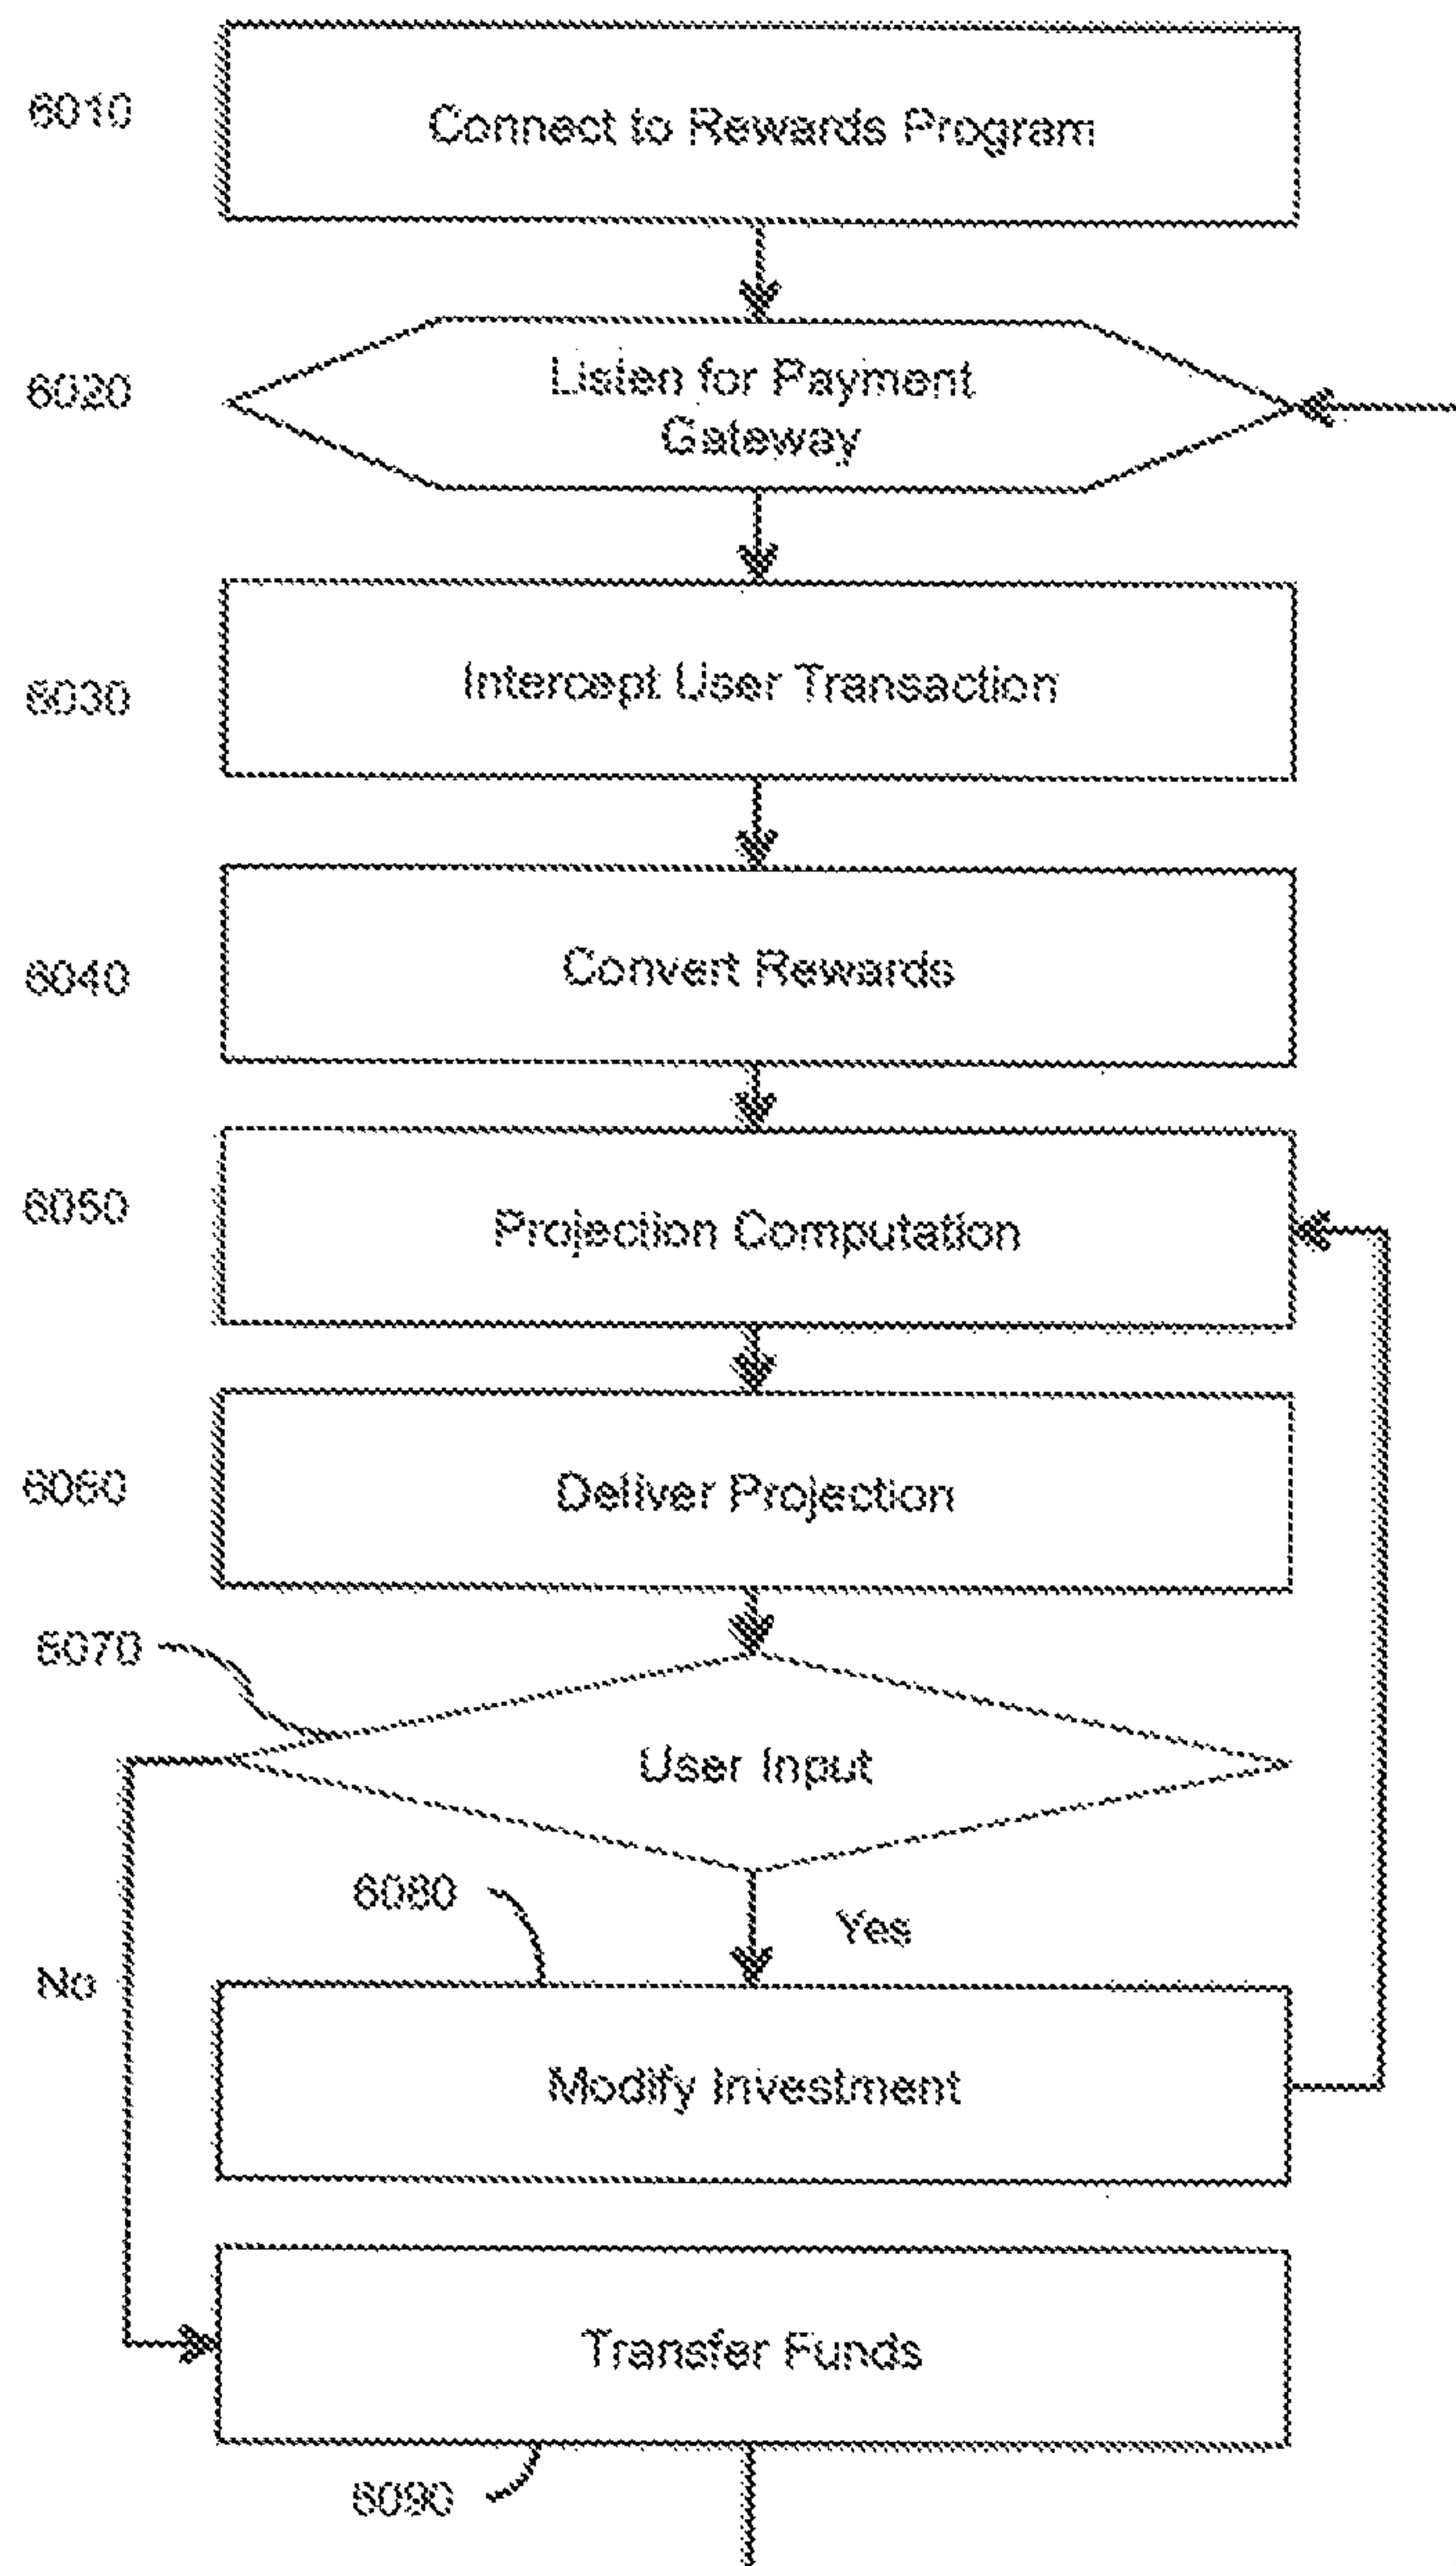 6010
Connect to Rewards Program
6020
Listen for Payment
Gateway
6030
Intercept User Transaction
6040
Convert Rewards
6050
Projection Computation
6060
Deliver Projection
6070
User Input
6080
Yes
No
Modify Investment
Transfer Funds
6090